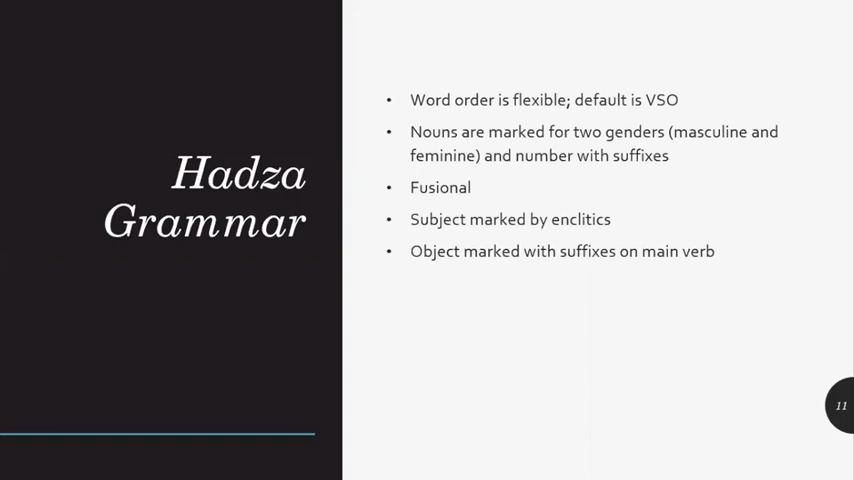 Hadza
Grammar
• Word order is flexible; default is VSO
• Nouns are marked for two genders (masculine and
feminine) and number with suffixes
• Fusional
• Subject marked by enclitics
• Object marked with suffixes on main verb
11